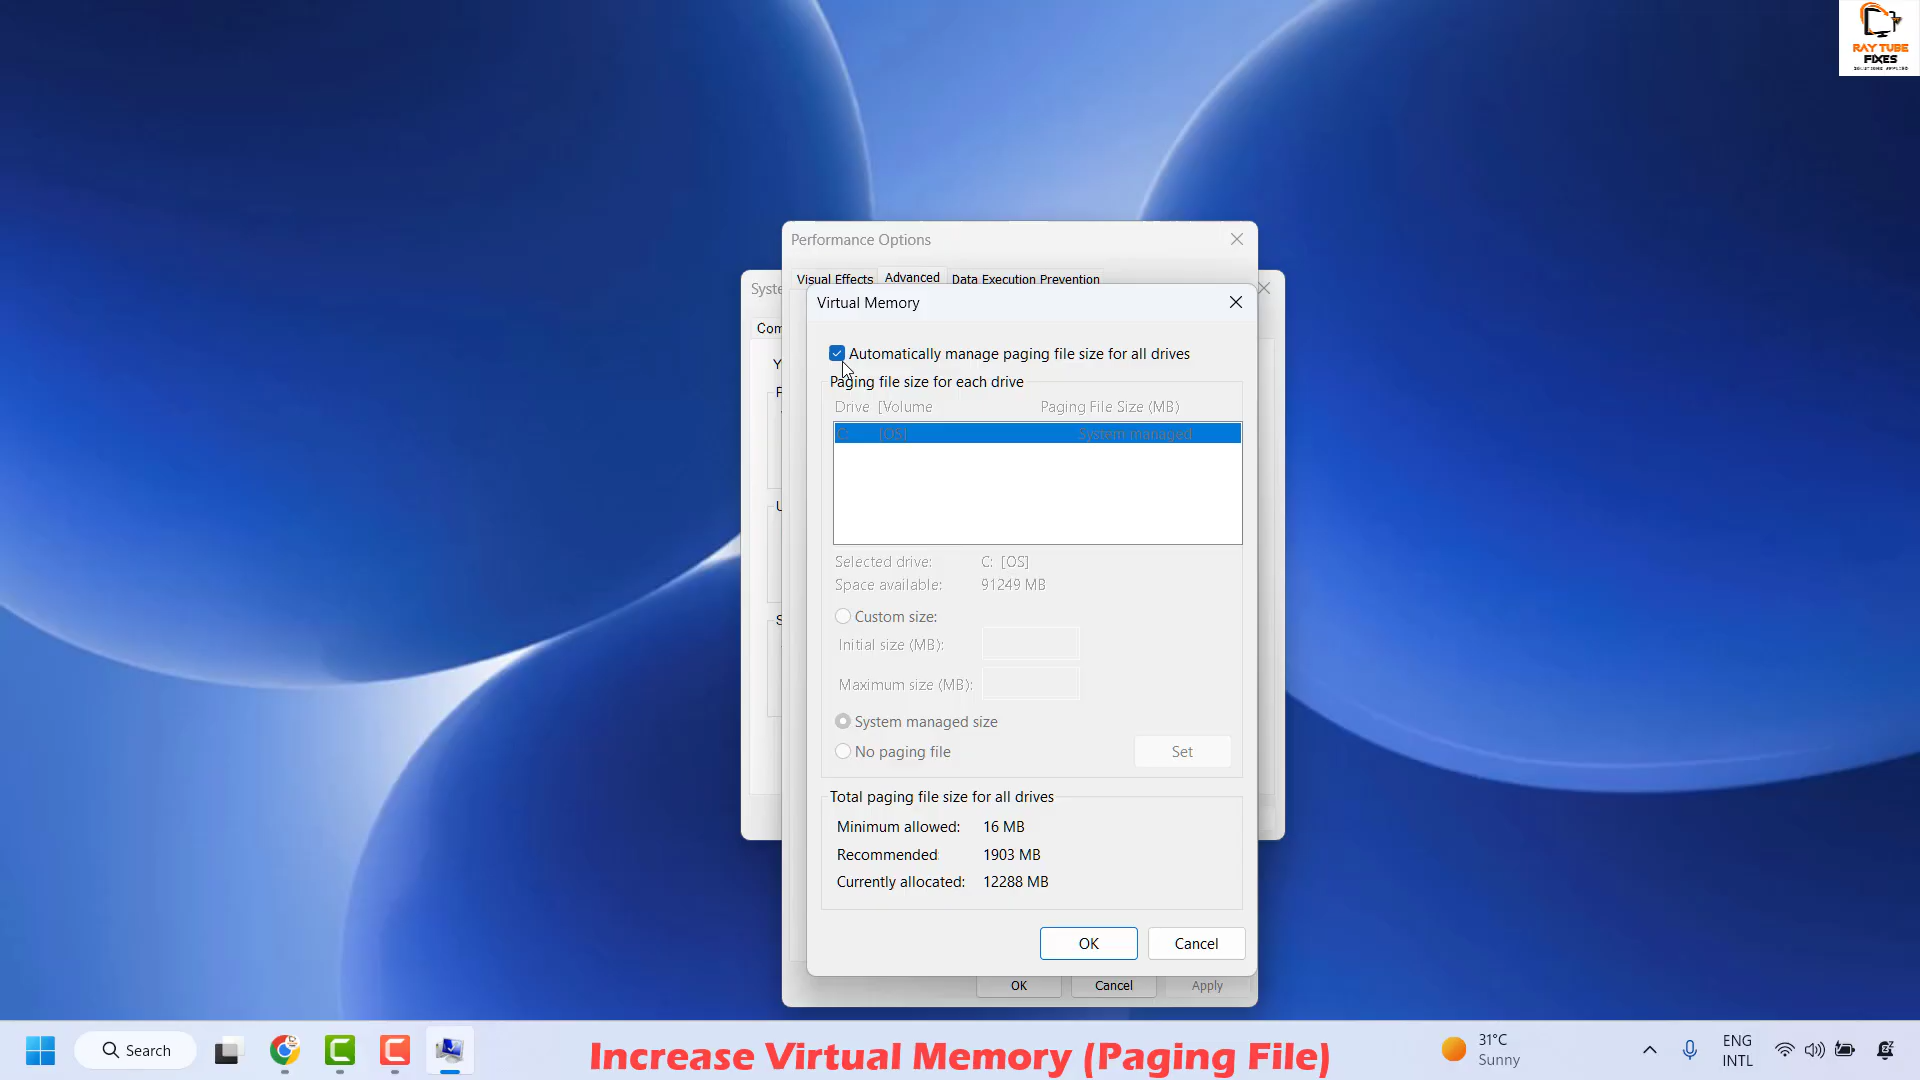 RAY TUBE
FIXES
Performance Options
Visual Effects Advanced Data Execution Prevention
Virtual Memory
Automatically manage paging file size for all drives
Paging file size for each drive
Drive [Volume Paging File Size (MB)
C: [OS] System managed
Selected drive: C: [OS]
Space available: 91249 MB
Custom size:
Initial size (MB):
Maximum size (MB):
System managed size
No paging file Set
Total paging file size for all drives
Minimum allowed: 16 MB
Recommended: 1903 MB
Currently allocated: 12288 MB
OK Cancel
OK Cancel Apply
Search
Increase Virtual Memory (Paging File)
31°C
Sunny
ENG
INTL